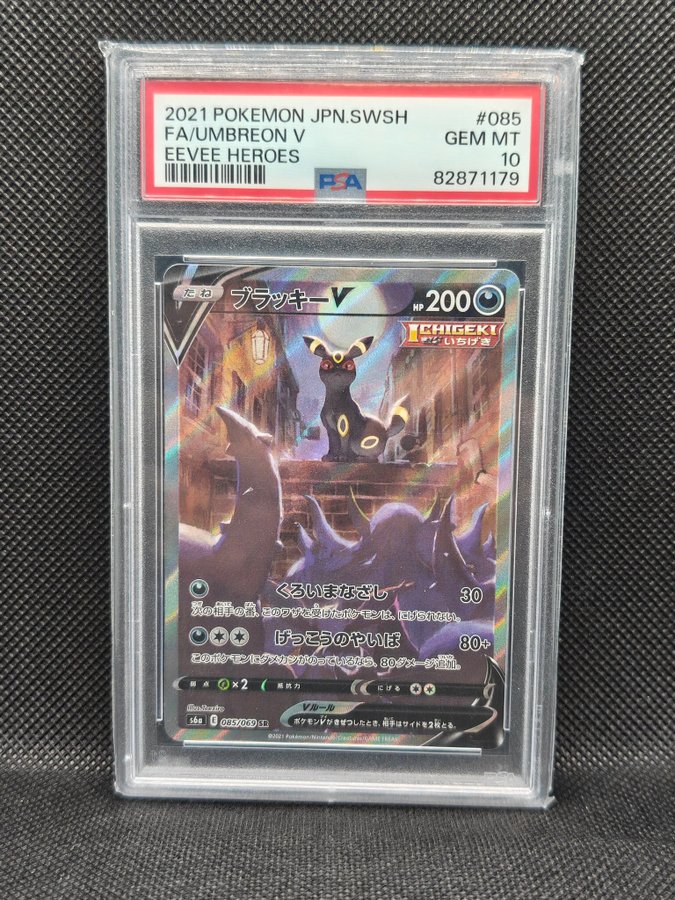 2021 POKEMON JPN.SWSH #085
FA/UMBREON V GEM MT
EEVEE HEROES 10
PSA 82871179
たね ブラッキーV HP 200
ICHIGEKI
いちげき
くろいまなざし 30
次の相手の番、このワザを受けたポケモンは、にげられない。
げっこうのやいば 80+
このポケモンにダメカンがのっているなら、80ダメージ追加。
弱点 ×2 抵抗力 にげる
Vルール
ポケモンVがきぜつしたとき、相手はサイドを2枚とる。
s6a E 085/069 SR
©2021 Pokémon/Nintendo/Creatures/GAME FREAK